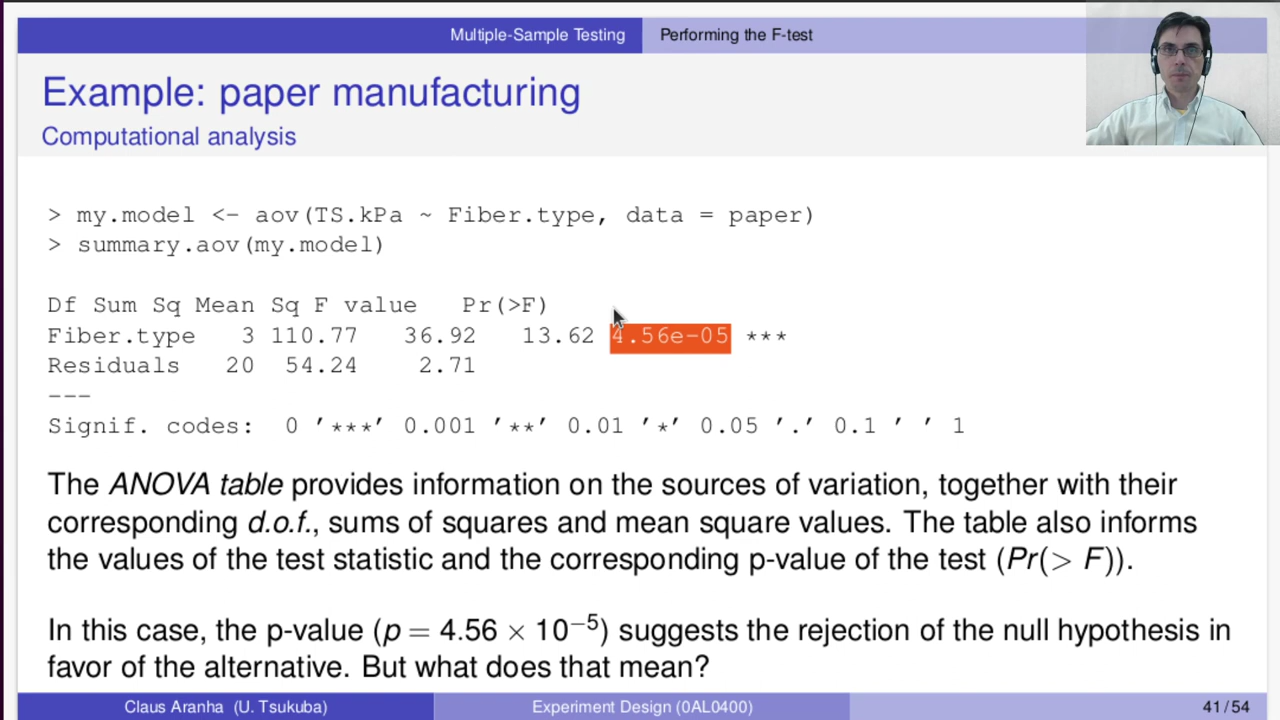 Multiple-Sample Testing Performing the F-test
Example: paper manufacturing
Computational analysis
> my.model <- aov(TS.kPa ~ Fiber.type, data = paper)
> summary.aov(my.model)
Df Sum Sq Mean Sq F value Pr(>F)
Fiber.type 3 110.77 36.92 13.62 4.56e-05 ***
Residuals 20 54.24 2.71
---
Signif. codes: 0 ’***’ 0.001 ’**’ 0.01 ’*’ 0.05 ’.’ 0.1 ’ ’ 1
The ANOVA table provides information on the sources of variation, together with their
corresponding d.o.f., sums of squares and mean square values. The table also informs
the values of the test statistic and the corresponding p-value of the test (Pr(> F)).
In this case, the p-value (p = 4.56 × 10⁻⁵) suggests the rejection of the null hypothesis in
favor of the alternative. But what does that mean?
Claus Aranha (U. Tsukuba) Experiment Design (0AL0400) 41 / 54